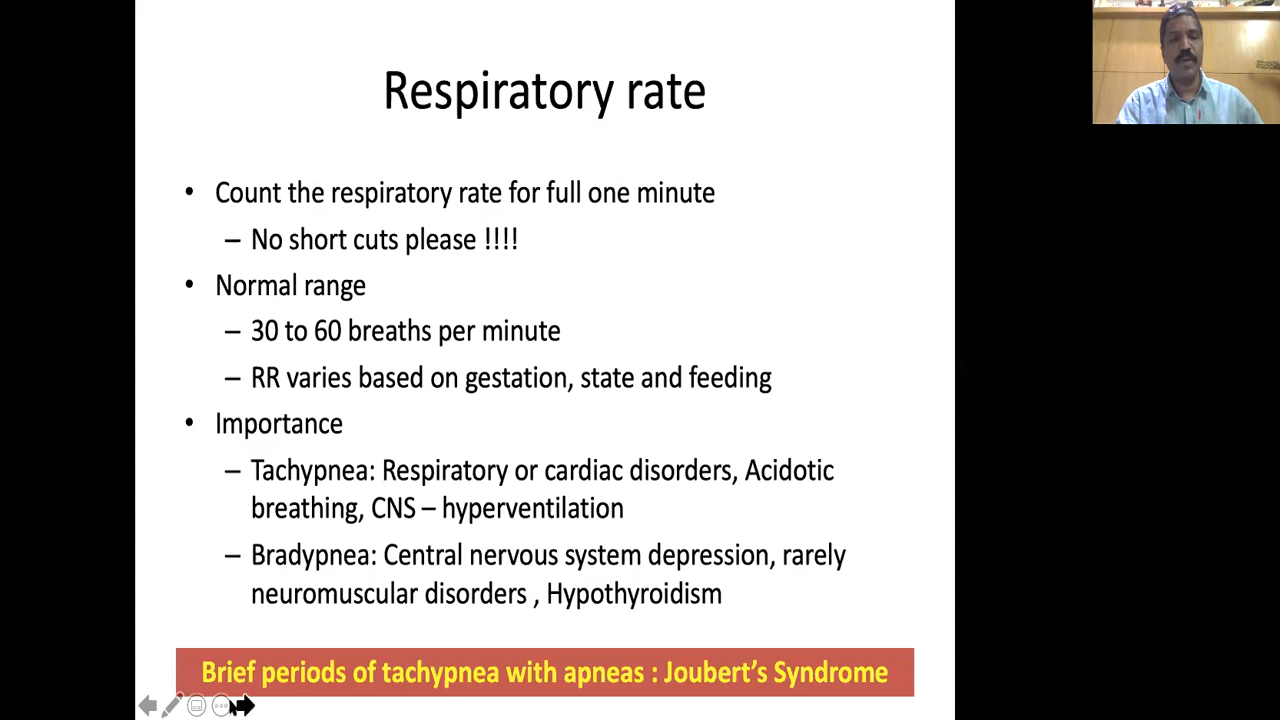 Respiratory rate
• Count the respiratory rate for full one minute
– No short cuts please !!!!
• Normal range
– 30 to 60 breaths per minute
– RR varies based on gestation, state and feeding
• Importance
– Tachypnea: Respiratory or cardiac disorders, Acidotic
breathing, CNS – hyperventilation
– Bradypnea: Central nervous system depression, rarely
neuromuscular disorders , Hypothyroidism
Brief periods of tachypnea with apneas : Joubert’s Syndrome